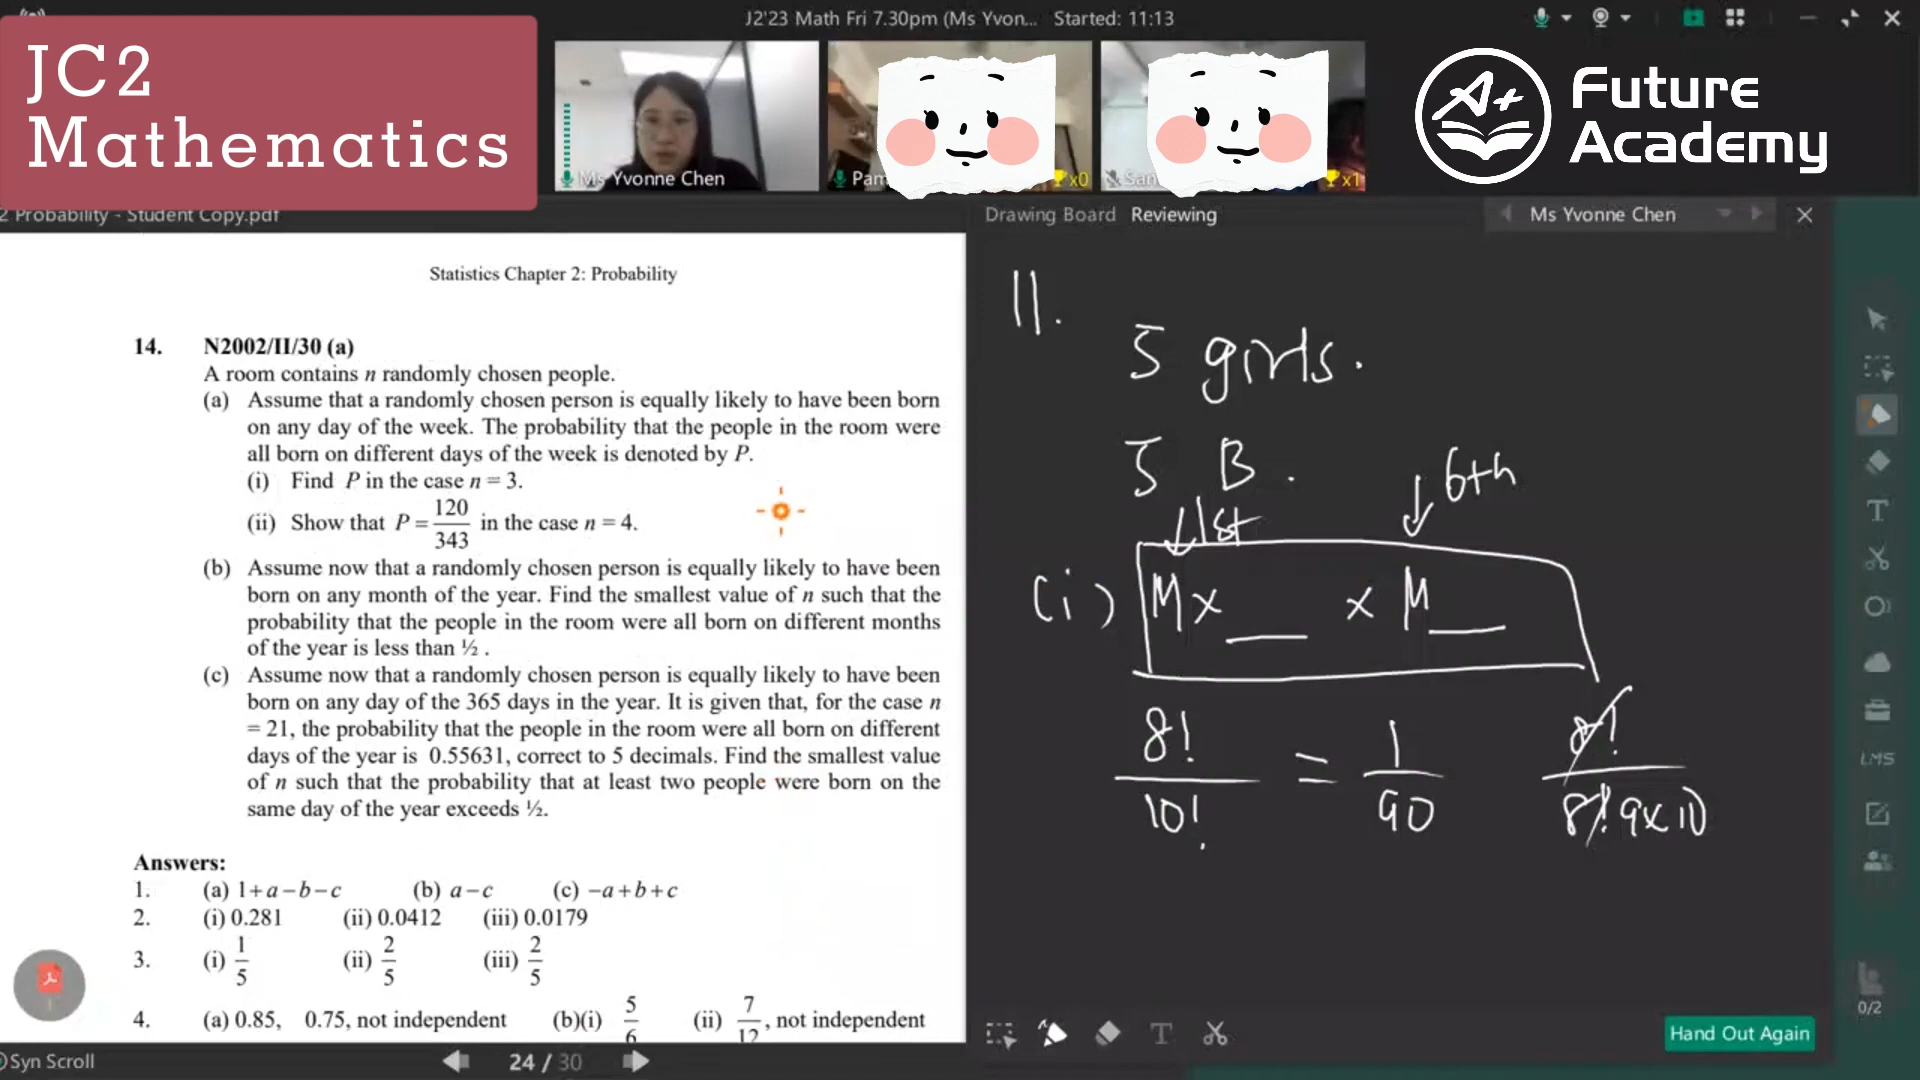 J2'23 Math Fri 7.30pm (Ms Yvon... Started: 11:13
JC2
Mathematics
Ms Yvonne Chen
Pam
x0
San
x1
A+
Future
Academy
2 Probability - Student Copy.pdf
Drawing Board Reviewing
Ms Yvonne Chen
Statistics Chapter 2: Probability
14. N2002/II/30 (a)
A room contains n randomly chosen people.
(a) Assume that a randomly chosen person is equally likely to have been born
on any day of the week. The probability that the people in the room were
all born on different days of the week is denoted by P.
(i) Find P in the case n = 3.
(ii) Show that P = 120/343 in the case n = 4.
(b) Assume now that a randomly chosen person is equally likely to have been
born on any month of the year. Find the smallest value of n such that the
probability that the people in the room were all born on different months
of the year is less than ½ .
(c) Assume now that a randomly chosen person is equally likely to have been
born on any day of the 365 days in the year. It is given that, for the case n
= 21, the probability that the people in the room were all born on different
days of the year is 0.55631, correct to 5 decimals. Find the smallest value
of n such that the probability that at least two people were born on the
same day of the year exceeds ½.
Answers:
1. (a) 1+a−b−c (b) a−c (c) −a+b+c
2. (i) 0.281 (ii) 0.0412 (iii) 0.0179
3. (i) 1/5 (ii) 2/5 (iii) 2/5
4. (a) 0.85, 0.75, not independent (b)(i) 5/6 (ii) 7/12, not independent
Syn Scroll
24 / 30
11.
5 girls.
5 B.
1st
6th
(i) M x __ x M __
8!/10! = 1/90
8!/8! 9x10
T
LMS
0/2
T
Hand Out Again